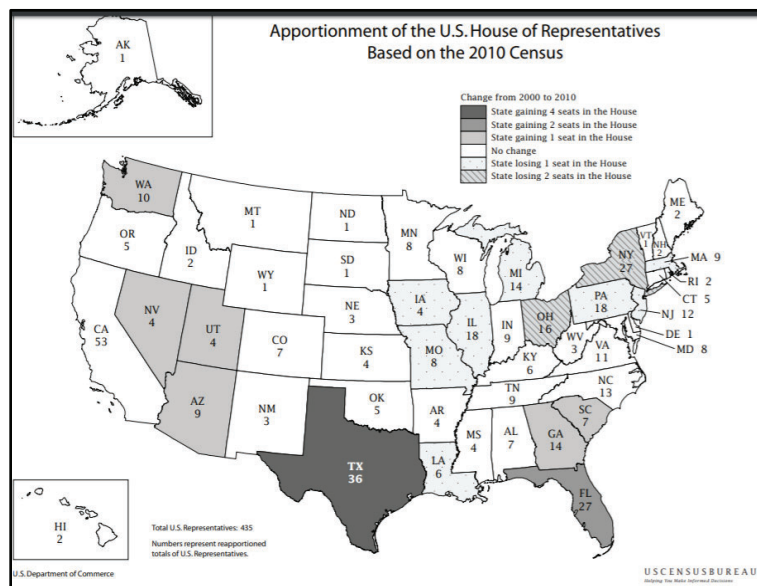 Apportionment of the U.S. House of Representatives
Based on the 2010 Census
AK
1
Change from 2000 to 2010
State gaining 4 seats in the House
State gaining 2 seats in the House
State gaining 1 seat in the House
No change
State losing 1 seat in the House
State losing 2 seats in the House
WA
10
OR
5
ID
2
MT
1
ND
1
MN
8
WI
8
MI
14
NY
27
VT
1
NH
2
ME
2
MA 9
RI 2
CT 5
NJ 12
DE 1
MD 8
SD
1
WY
1
NE
3
IA
4
IL
18
IN
9
OH
16
PA
18
WV
3
VA
11
CA
53
NV
4
UT
4
CO
7
KS
4
MO
8
KY
6
NC
13
TN
9
SC
7
AZ
9
NM
3
OK
5
AR
4
MS
4
AL
7
GA
14
TX
36
LA
6
FL
27
HI
2
Total U.S. Representatives: 435
Numbers represent reapportioned
totals of U.S. Representatives.
U.S. Department of Commerce
USCENSUSBUREAU
Helping You Make Informed Decisions